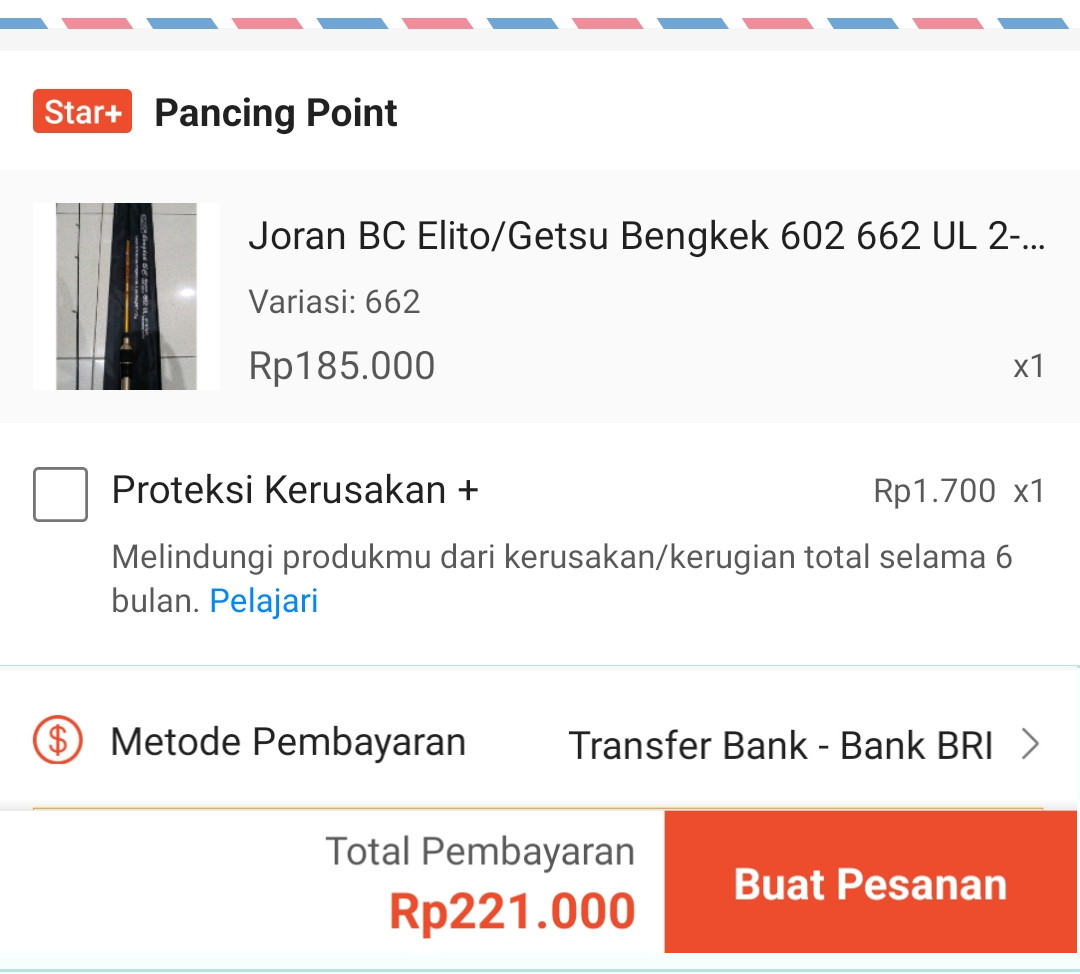 Star+ Pancing Point
Joran BC Elito/Getsu Bengkek 602 662 UL 2-...
Variasi: 662
Rp185.000 x1
Proteksi Kerusakan + Rp1.700 x1
Melindungi produkmu dari kerusakan/kerugian total selama 6
bulan. Pelajari
$ Metode Pembayaran Transfer Bank - Bank BRI
Total Pembayaran
Rp221.000
Buat Pesanan